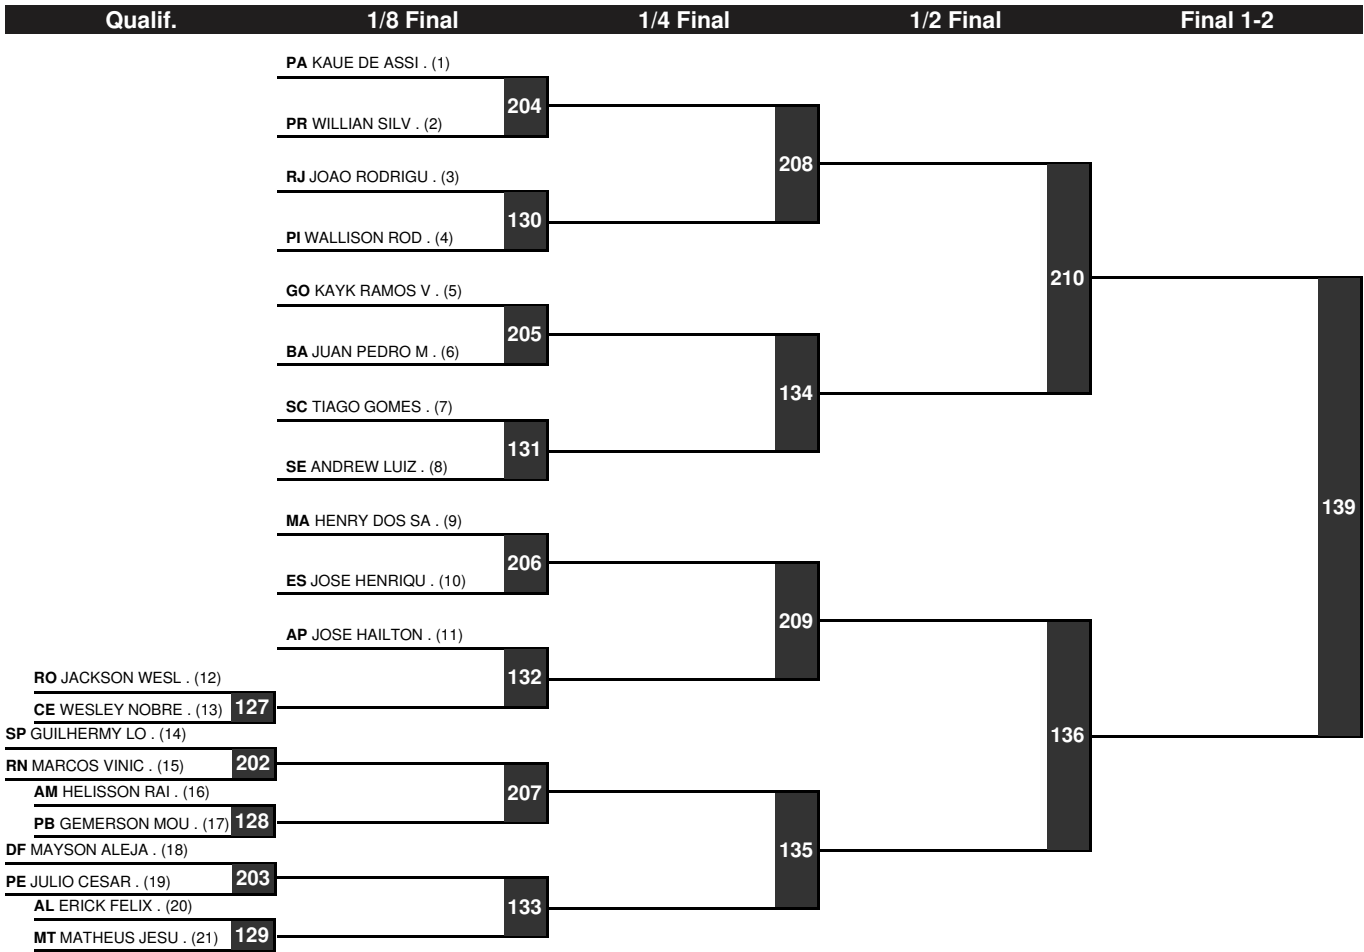 Qualif. 1/8 Final 1/4 Final 1/2 Final Final 1-2
PA KAUE DE ASSI . (1)
204
PR WILLIAN SILV . (2)
208
RJ JOAO RODRIGU . (3)
130
PI WALLISON ROD . (4)
210
GO KAYK RAMOS V . (5)
205
BA JUAN PEDRO M . (6)
134
SC TIAGO GOMES . (7)
131
SE ANDREW LUIZ . (8)
139
MA HENRY DOS SA . (9)
206
ES JOSE HENRIQU . (10)
209
AP JOSE HAILTON . (11)
132
RO JACKSON WESL . (12)
CE WESLEY NOBRE . (13) 127
136
SP GUILHERMY LO . (14)
RN MARCOS VINIC . (15) 202
AM HELISSON RAI . (16)
207
PB GEMERSON MOU . (17) 128
DF MAYSON ALEJA . (18)
135
PE JULIO CESAR . (19) 203
AL ERICK FELIX . (20)
133
MT MATHEUS JESU . (21) 129